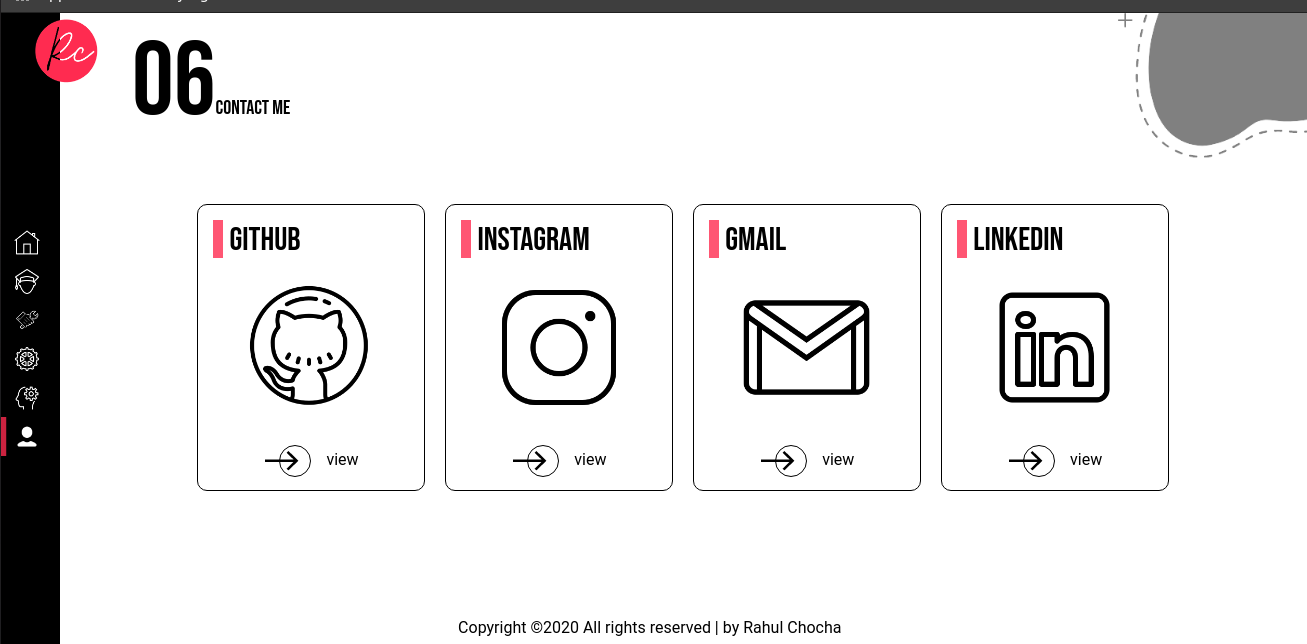 Rc
06 CONTACT ME
GITHUB
INSTAGRAM
GMAIL
LINKEDIN
in
view
view
view
view
Copyright ©2020 All rights reserved | by Rahul Chocha